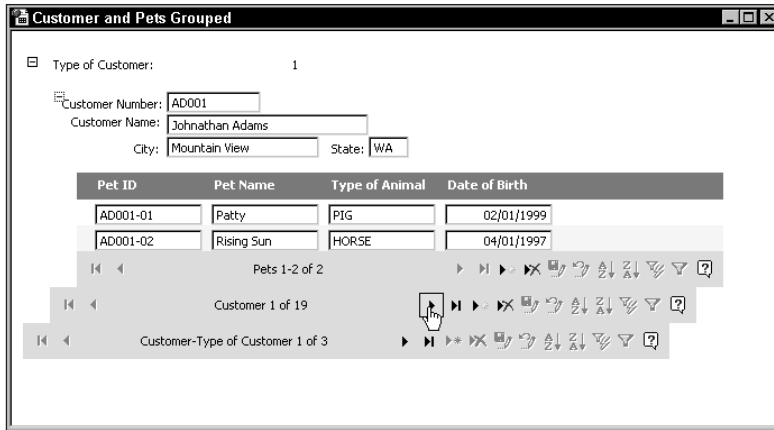 Customer and Pets Grouped
Type of Customer: 1
Customer Number: AD001
Customer Name: Johnathan Adams
City: Mountain View State: WA
Pet ID Pet Name Type of Animal Date of Birth
AD001-01 Patty PIG 02/01/1999
AD001-02 Rising Sun HORSE 04/01/1997
Pets 1-2 of 2
Customer 1 of 19
Customer-Type of Customer 1 of 3